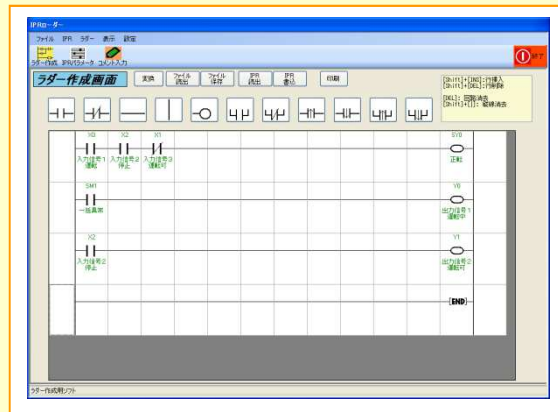 IPRローダー
ファイル IPR ラダー 表示 設定
ラダー作成 IPRパラメータ コメント入力
終了
ラダー作成画面
変換
ファイル読出
ファイル保存
IPR読出
IPR書込
印刷
[Shift]+[INS]:行挿入
[Shift]+[DEL]:行削除
[DEL]: 回路消去
X0 X2 X1 SY0
入力信号1 入力信号2 入力信号3 正転
運転 停止 運転可
SM1 Y0
一括異常 出力信号1
運転中
X2 Y1
入力信号2 出力信号2
停止 運転可
[END]
ラダー作成用ソフト